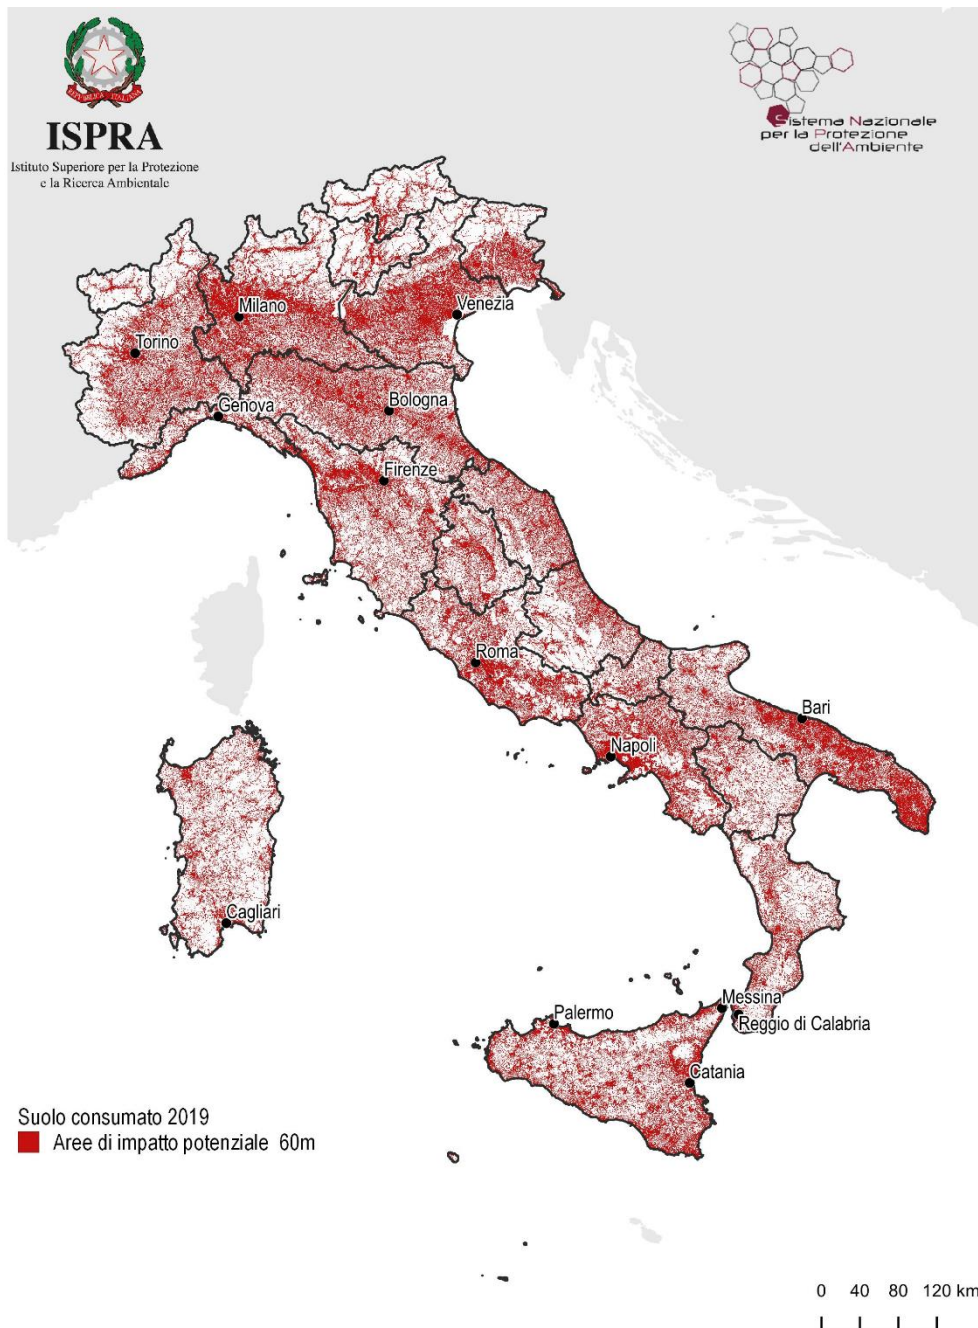 REPUBBLICA ITALIANA
ISPRA
Istituto Superiore per la Protezione
e la Ricerca Ambientale
Sistema Nazionale
per la Protezione
dell'Ambiente
Milano
Venezia
Torino
Genova
Bologna
Firenze
Roma
Bari
Napoli
Cagliari
Messina
Palermo
Reggio di Calabria
Catania
Suolo consumato 2019
Aree di impatto potenziale 60m
0 40 80 120 km